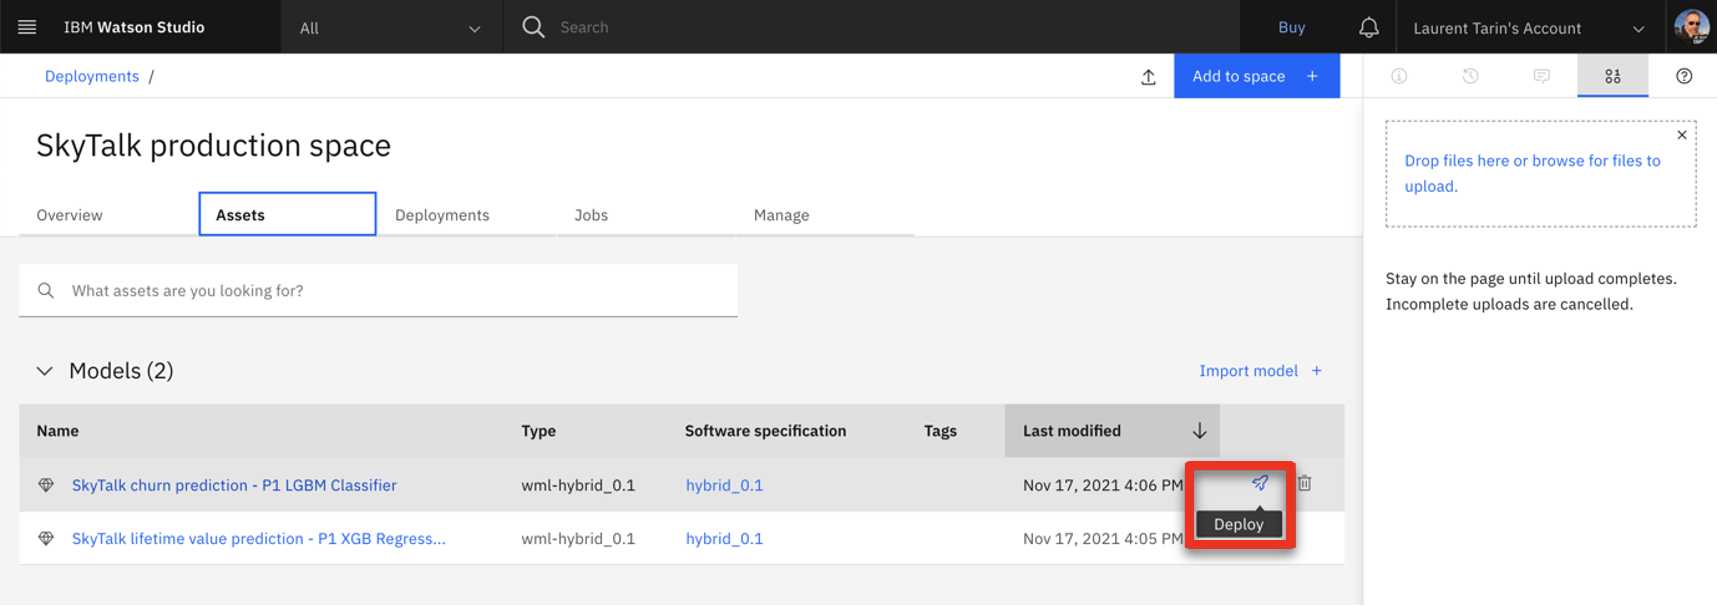 IBM Watson Studio
All
Search
Buy
Laurent Tarin's Account
Deployments /
Add to space +
SkyTalk production space
Overview
Assets
Deployments
Jobs
Manage
What assets are you looking for?
Models (2)
Import model +
Name Type Software specification Tags Last modified
SkyTalk churn prediction - P1 LGBM Classifier wml-hybrid_0.1 hybrid_0.1 Nov 17, 2021 4:06 PM
Deploy
SkyTalk lifetime value prediction - P1 XGB Regress... wml-hybrid_0.1 hybrid_0.1 Nov 17, 2021 4:05 PM
Drop files here or browse for files to
upload.
Stay on the page until upload completes.
Incomplete uploads are cancelled.